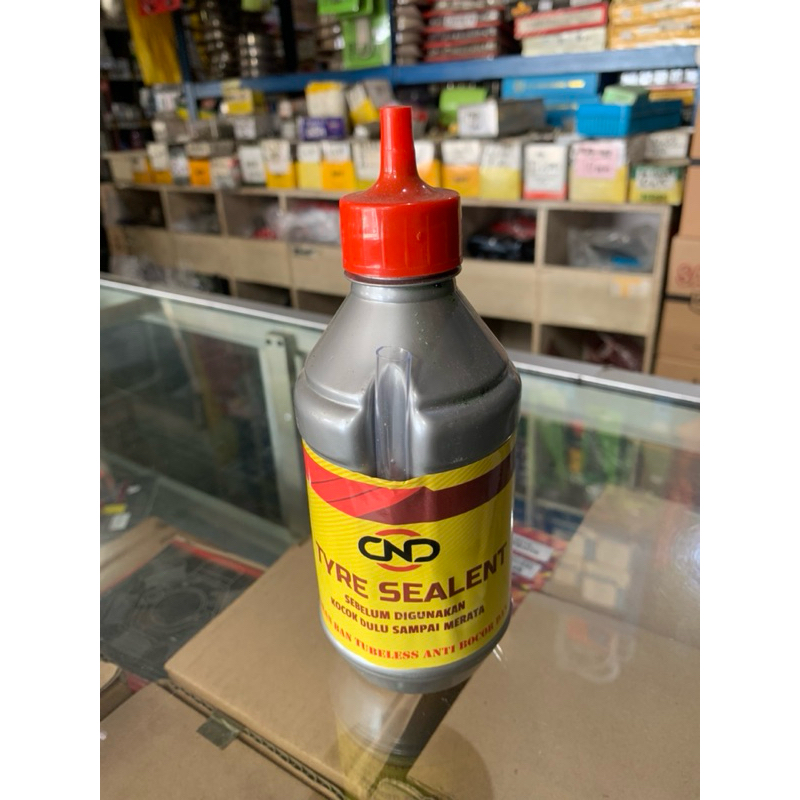 CND
TYRE SEALENT
SEBELUM DIGUNAKAN
KOCOK DULU SAMPAI MERATA
BAN TUBELESS ANTI BOCOR